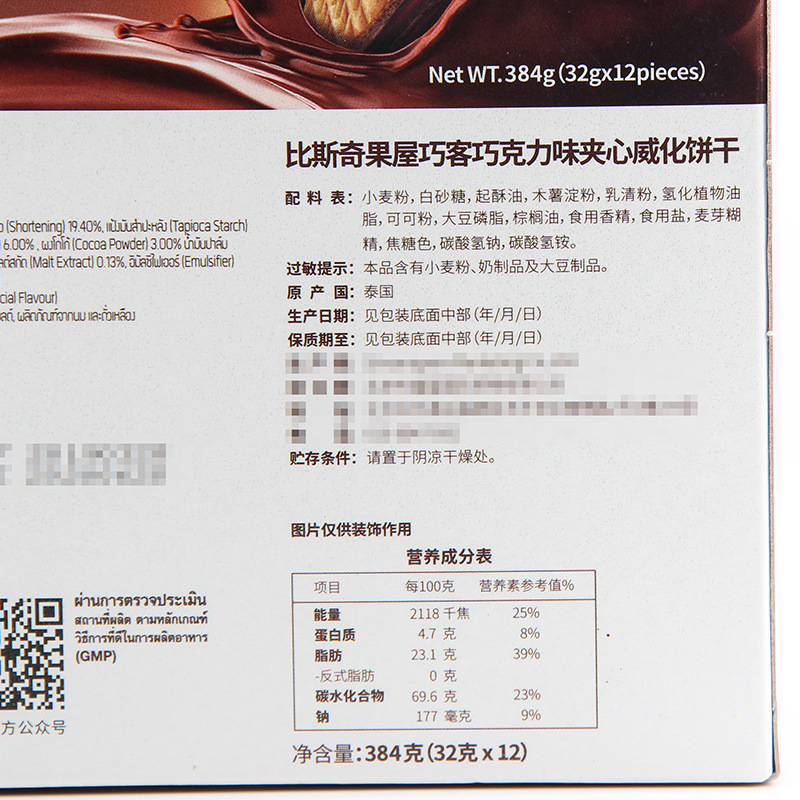 Net WT. 384g (32gx12pieces)
比斯奇果屋巧客巧克力味夹心威化饼干
配料表：小麦粉，白砂糖，起酥油，木薯淀粉，乳清粉，氢化植物油
脂，可可粉，大豆磷脂，棕榈油，食用香精，食用盐，麦芽糊
精，焦糖色，碳酸氢钠，碳酸氢铵。
过敏提示：本品含有小麦粉、奶制品及大豆制品。
原产国：泰国
生产日期：见包装底面中部（年/月/日）
保质期至：见包装底面中部（年/月/日）
贮存条件：请置于阴凉干燥处。
(Shortening) 19.40%, แป้งมันสำปะหลัง (Tapioca Starch)
6.00% , ผงโกโก้ (Cocoa Powder) 3.00% น้ำมันปาล์ม
(Malt Extract) 0.13%, อิมัลซิไฟเออร์ (Emulsifier)
cial Flavour)
ผลิตภัณฑ์จากนม และถั่วเหลือง
图片仅供装饰作用
营养成分表
项目 每100克 营养素参考值%
能量 2118 千焦 25%
蛋白质 4.7 克 8%
脂肪 23.1 克 39%
-反式脂肪 0 克
碳水化合物 69.6 克 23%
钠 177 毫克 9%
净含量：384克（32克 x 12）
ผ่านการตรวจประเมิน
สถานที่ผลิต ตามหลักเกณฑ์
วิธีการที่ดีในการผลิตอาหาร
(GMP)
方公众号